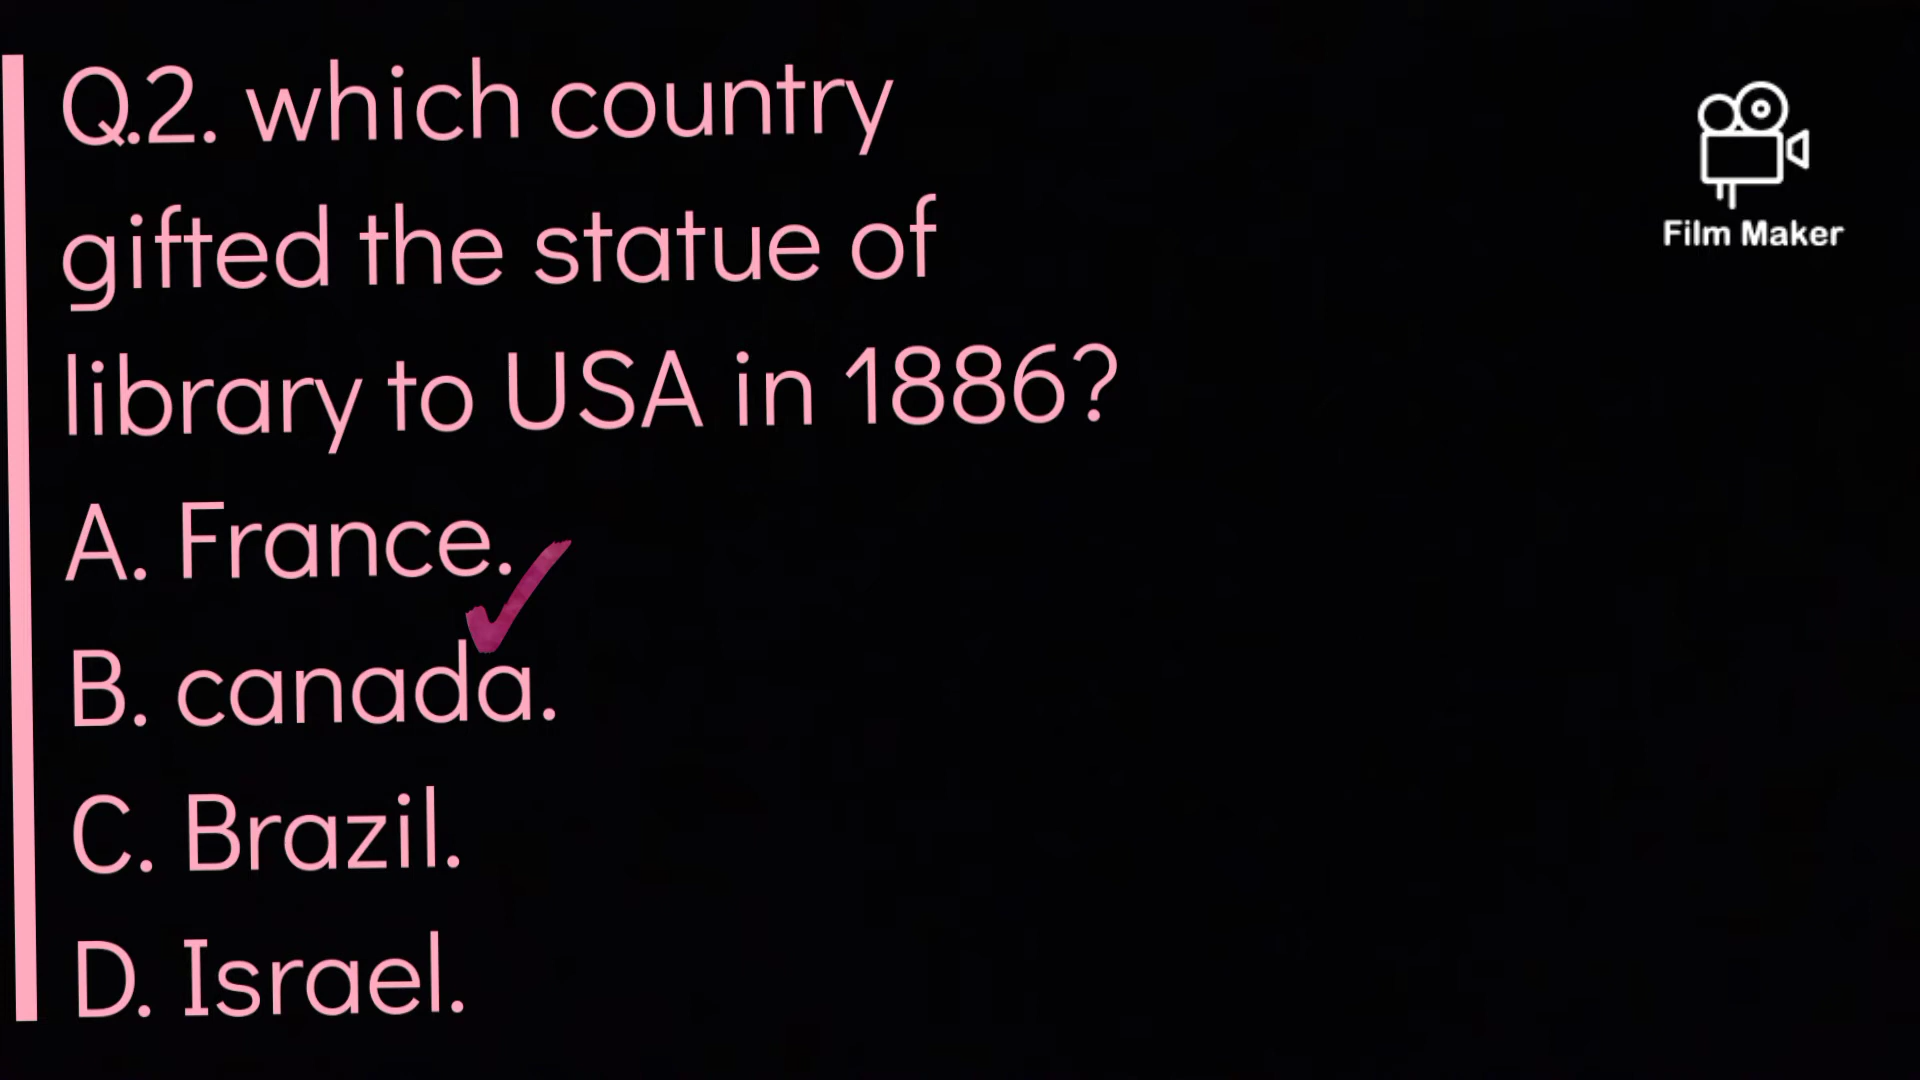 Q.2. which country
gifted the statue of
library to USA in 1886?
A. France.
B. canada.
C. Brazil.
D. Israel.
Film Maker